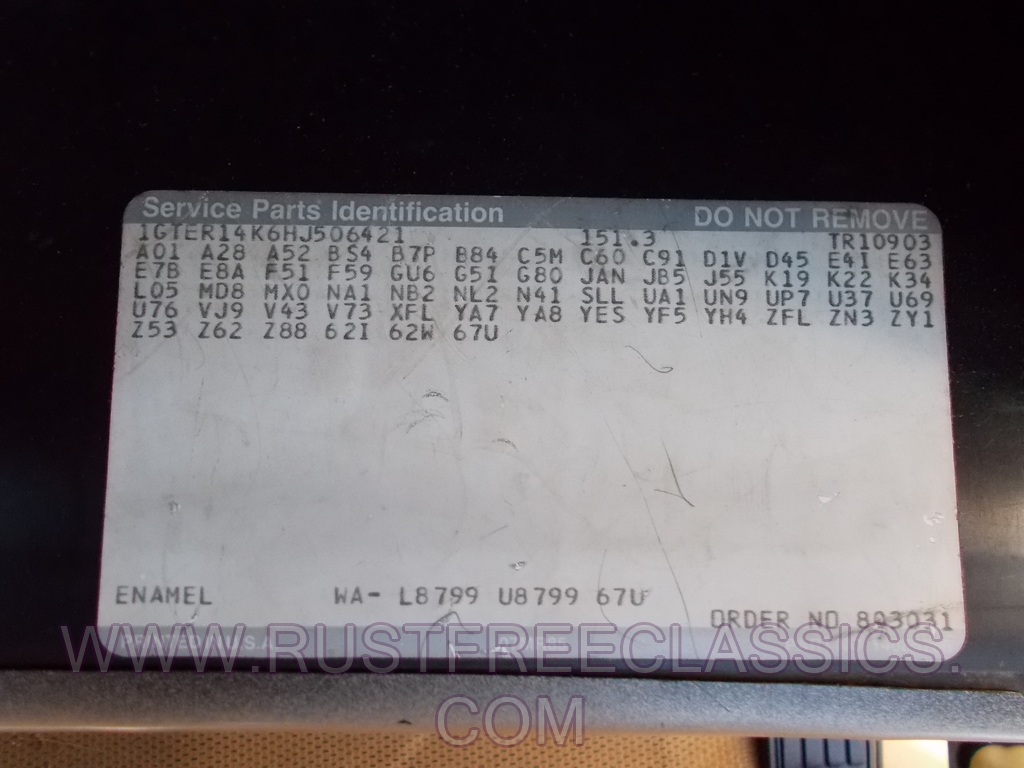 Service Parts Identification DO NOT REMOVE
1GTER14K6HJ506421 151.3 TR10903
A01 A28 A52 BS4 B7P B84 C5M C60 C91 D1V D45 E4I E63
E7B E8A F51 F59 GU6 G51 G80 JAN JB5 J55 K19 K22 K34
L05 MD8 MX0 NA1 NB2 NL2 N41 SLL UA1 UN9 UP7 U37 U69
U76 VJ9 V43 V73 XFL YA7 YA8 YES YF5 YH4 ZFL ZN3 ZY1
Z53 Z62 Z88 62I 62W 67U
ENAMEL WA- L8799 U8799 67U
ORDER NO 893031
WWW.RUSTEREECLASSICS.
COM